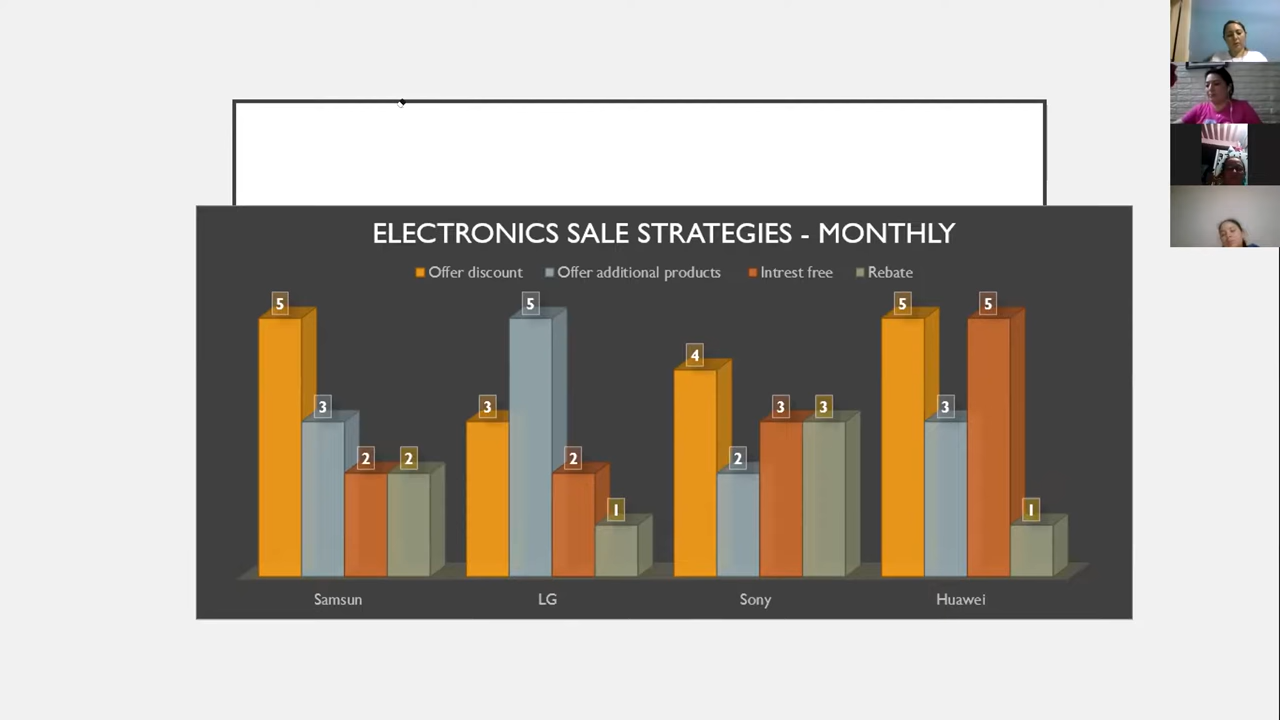 ELECTRONICS SALE STRATEGIES - MONTHLY
Offer discount Offer additional products Intrest free Rebate
5 5 5 5
4
3 3 3 3 3
2 2 2 2
1 1
Samsun LG Sony Huawei